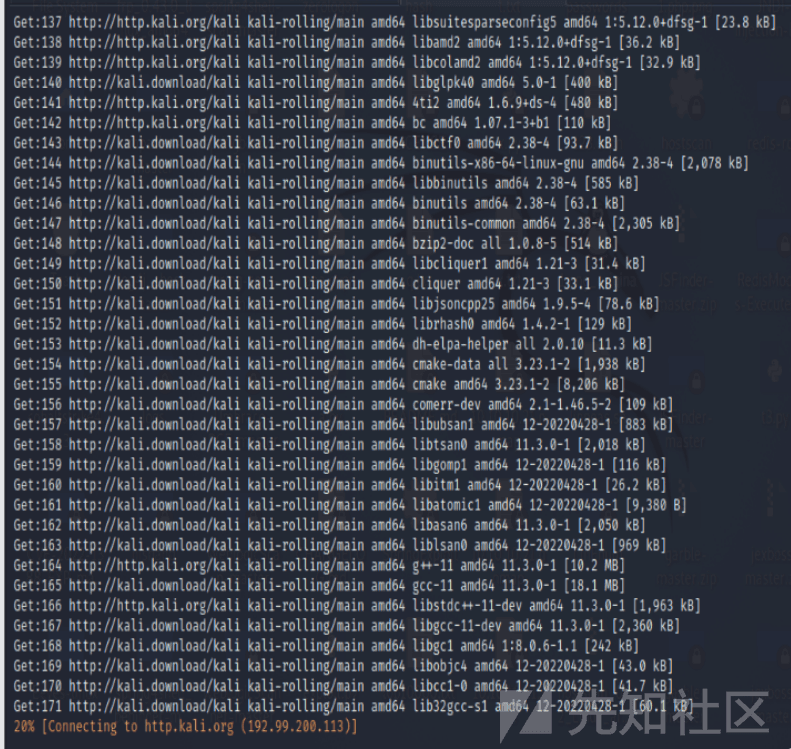 Get:137 http://http.kali.org/kali kali-rolling/main amd64 libsuitesparseconfig5 amd64 1:5.12.0+dfsg-1 [23.8 kB]
Get:138 http://http.kali.org/kali kali-rolling/main amd64 libamd2 amd64 1:5.12.0+dfsg-1 [36.2 kB]
Get:139 http://http.kali.org/kali kali-rolling/main amd64 libcolamd2 amd64 1:5.12.0+dfsg-1 [32.9 kB]
Get:140 http://kali.download/kali kali-rolling/main amd64 libglpk40 amd64 5.0-1 [400 kB]
Get:141 http://http.kali.org/kali kali-rolling/main amd64 4ti2 amd64 1.6.9+ds-4 [480 kB]
Get:142 http://http.kali.org/kali kali-rolling/main amd64 bc amd64 1.07.1-3+b1 [110 kB]
Get:143 http://kali.download/kali kali-rolling/main amd64 libctf0 amd64 2.38-4 [93.7 kB]
Get:144 http://kali.download/kali kali-rolling/main amd64 binutils-x86-64-linux-gnu amd64 2.38-4 [2,078 kB]
Get:145 http://kali.download/kali kali-rolling/main amd64 libbinutils amd64 2.38-4 [585 kB]
Get:146 http://kali.download/kali kali-rolling/main amd64 binutils amd64 2.38-4 [63.1 kB]
Get:147 http://kali.download/kali kali-rolling/main amd64 binutils-common amd64 2.38-4 [2,305 kB]
Get:148 http://kali.download/kali kali-rolling/main amd64 bzip2-doc all 1.0.8-5 [514 kB]
Get:149 http://kali.download/kali kali-rolling/main amd64 libcliquer1 amd64 1.21-3 [31.4 kB]
Get:150 http://kali.download/kali kali-rolling/main amd64 cliquer amd64 1.21-3 [33.1 kB]
Get:151 http://kali.download/kali kali-rolling/main amd64 libjsoncpp25 amd64 1.9.5-4 [78.6 kB]
Get:152 http://kali.download/kali kali-rolling/main amd64 librhash0 amd64 1.4.2-1 [129 kB]
Get:153 http://kali.download/kali kali-rolling/main amd64 dh-elpa-helper all 2.0.10 [11.3 kB]
Get:154 http://kali.download/kali kali-rolling/main amd64 cmake-data all 3.23.1-2 [1,938 kB]
Get:155 http://kali.download/kali kali-rolling/main amd64 cmake amd64 3.23.1-2 [8,206 kB]
Get:156 http://kali.download/kali kali-rolling/main amd64 comerr-dev amd64 2.1-1.46.5-2 [109 kB]
Get:157 http://kali.download/kali kali-rolling/main amd64 libubsan1 amd64 12-20220428-1 [883 kB]
Get:158 http://kali.download/kali kali-rolling/main amd64 libtsan0 amd64 11.3.0-1 [2,018 kB]
Get:159 http://kali.download/kali kali-rolling/main amd64 libgomp1 amd64 12-20220428-1 [116 kB]
Get:160 http://kali.download/kali kali-rolling/main amd64 libitm1 amd64 12-20220428-1 [26.2 kB]
Get:161 http://kali.download/kali kali-rolling/main amd64 libatomic1 amd64 12-20220428-1 [9,380 B]
Get:162 http://kali.download/kali kali-rolling/main amd64 libasan6 amd64 11.3.0-1 [2,050 kB]
Get:163 http://kali.download/kali kali-rolling/main amd64 liblsan0 amd64 12-20220428-1 [969 kB]
Get:164 http://http.kali.org/kali kali-rolling/main amd64 g++-11 amd64 11.3.0-1 [10.2 MB]
Get:165 http://kali.download/kali kali-rolling/main amd64 gcc-11 amd64 11.3.0-1 [18.1 MB]
Get:166 http://http.kali.org/kali kali-rolling/main amd64 libstdc++-11-dev amd64 11.3.0-1 [1,963 kB]
Get:167 http://kali.download/kali kali-rolling/main amd64 libgcc-11-dev amd64 11.3.0-1 [2,360 kB]
Get:168 http://http.kali.org/kali kali-rolling/main amd64 libgc1 amd64 1:8.0.6-1.1 [242 kB]
Get:169 http://kali.download/kali kali-rolling/main amd64 libobjc4 amd64 12-20220428-1 [43.0 kB]
Get:170 http://kali.download/kali kali-rolling/main amd64 libcc1-0 amd64 12-20220428-1 [41.7 kB]
Get:171 http://kali.download/kali kali-rolling/main amd64 lib32gcc-s1 amd64 12-20220428-1 [60.1 kB]
20% [Connecting to http.kali.org (192.99.200.113)]
先知社区